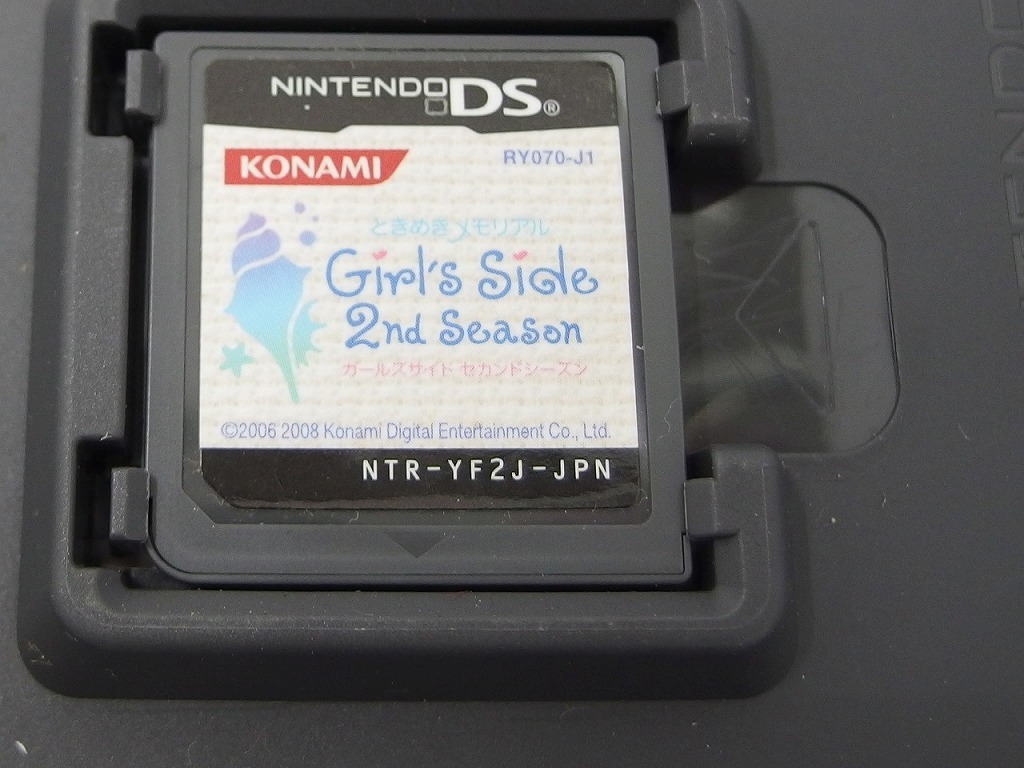 NINTENDO DS®
KONAMI
RY070-J1
ときめきメモリアル
Girl's Side
2nd Season
ガールズサイド セカンドシーズン
©2006 2008 Konami Digital Entertainment Co., Ltd.
NTR-YF2J-JPN